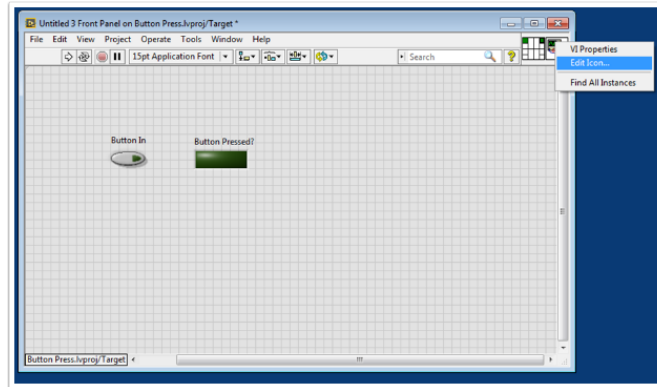 Untitled 3 Front Panel on Button Press.lvproj/Target *
File Edit View Project Operate Tools Window Help
15pt Application Font
Search
VI Properties
Edit Icon...
Find All Instances
Button In
Button Pressed?
Button Press.lvproj/Target